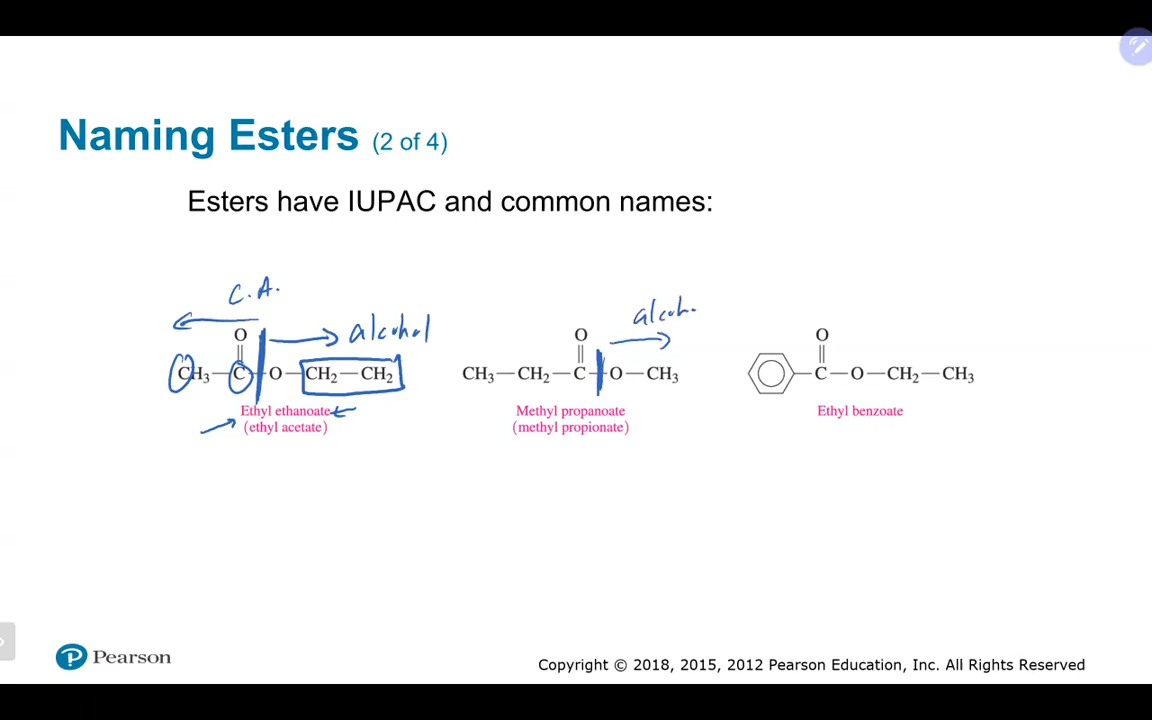 Naming Esters (2 of 4)
Esters have IUPAC and common names:
C.A.
alcohol
alcoh.
O
CH3—C—O—CH2—CH2
Ethyl ethanoate
(ethyl acetate)
O
CH3—CH2—C—O—CH3
Methyl propanoate
(methyl propionate)
O
C—O—CH2—CH3
Ethyl benzoate
P Pearson
Copyright © 2018, 2015, 2012 Pearson Education, Inc. All Rights Reserved